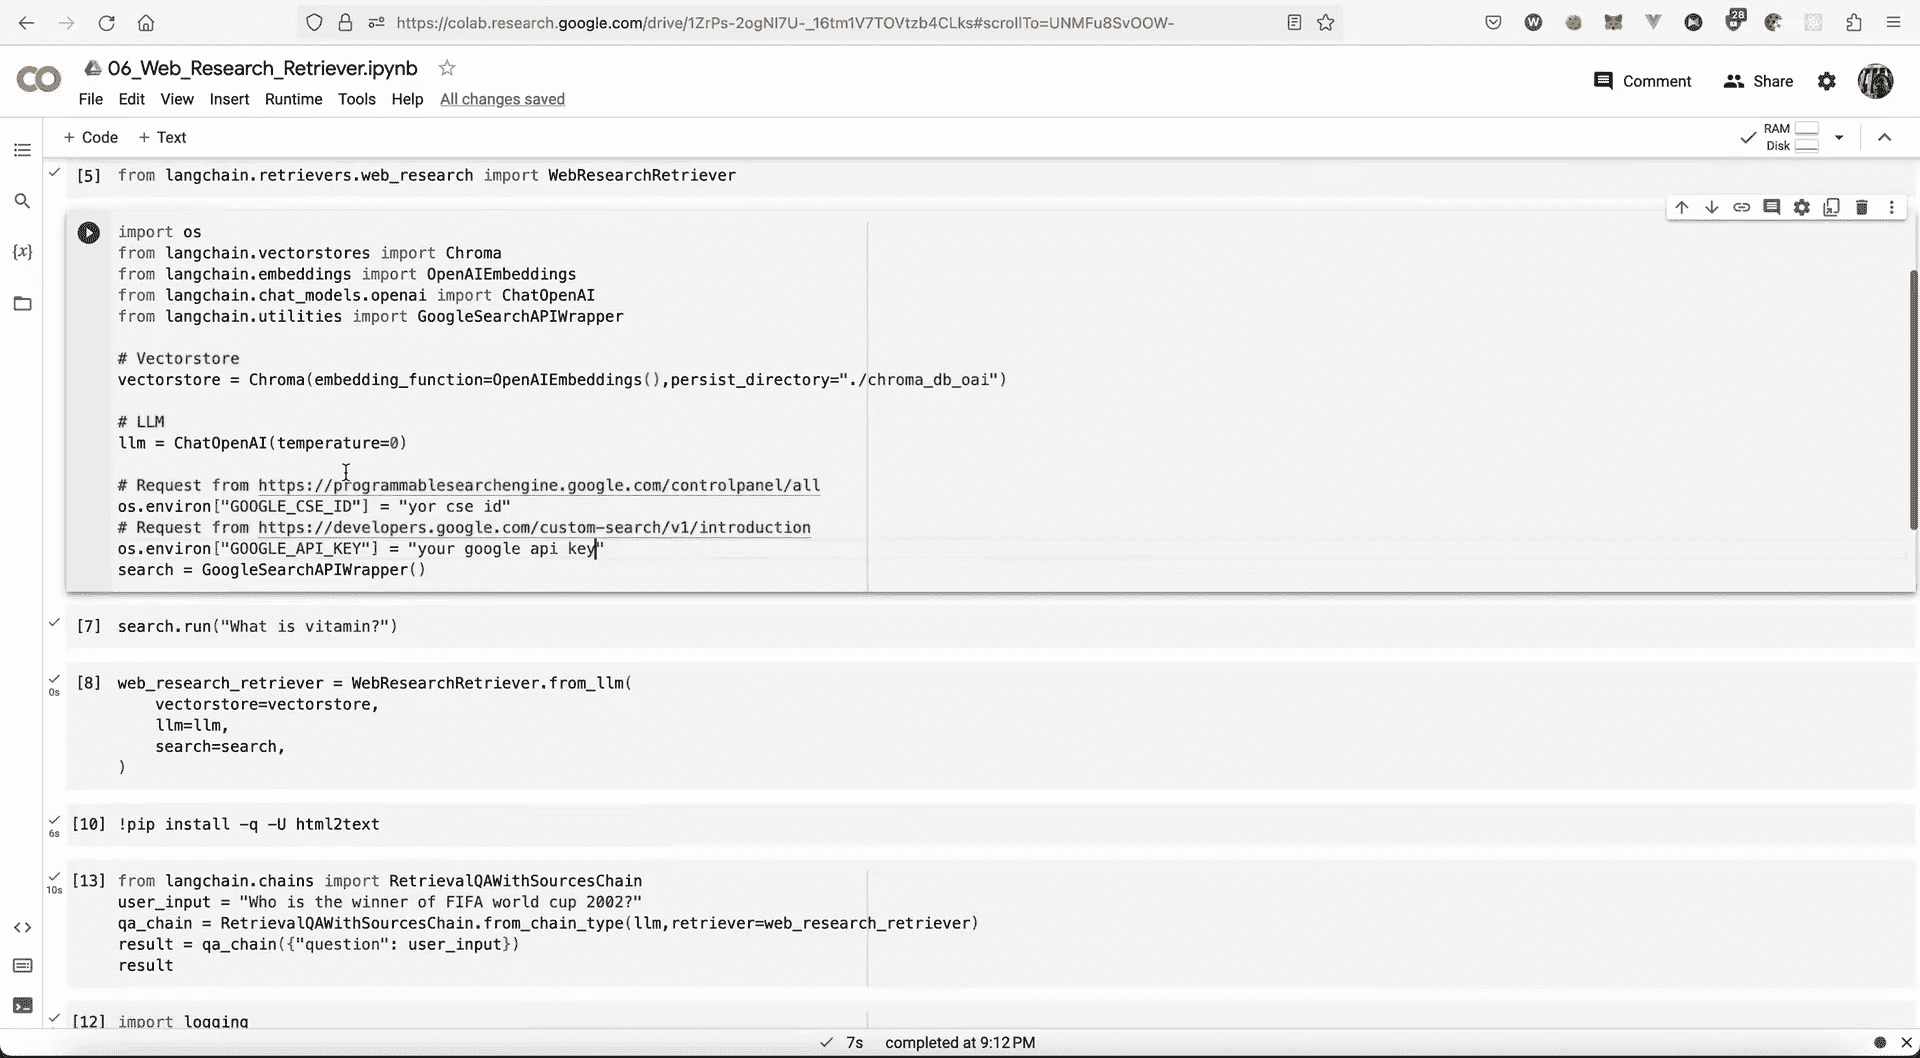 https://colab.research.google.com/drive/1ZrPs-2ogNI7U-_16tm1V7TOVtzb4CLks#scrollTo=UNMFu8SvOOW-
W
28
CO
06_Web_Research_Retriever.ipynb
Comment
Share
File Edit View Insert Runtime Tools Help All changes saved
+ Code + Text
RAM
Disk
[5] from langchain.retrievers.web_research import WebResearchRetriever
import os
from langchain.vectorstores import Chroma
from langchain.embeddings import OpenAIEmbeddings
from langchain.chat_models.openai import ChatOpenAI
from langchain.utilities import GoogleSearchAPIWrapper
# Vectorstore
vectorstore = Chroma(embedding_function=OpenAIEmbeddings(),persist_directory="./chroma_db_oai")
# LLM
llm = ChatOpenAI(temperature=0)
# Request from https://programmablesearchengine.google.com/controlpanel/all
os.environ["GOOGLE_CSE_ID"] = "yor cse id"
# Request from https://developers.google.com/custom-search/v1/introduction
os.environ["GOOGLE_API_KEY"] = "your google api key"
search = GoogleSearchAPIWrapper()
{x}
[7] search.run("What is vitamin?")
[8] web_research_retriever = WebResearchRetriever.from_llm(
0s
vectorstore=vectorstore,
llm=llm,
search=search,
)
[10] !pip install -q -U html2text
6s
[13] from langchain.chains import RetrievalQAWithSourcesChain
10s
user_input = "Who is the winner of FIFA world cup 2002?"
qa_chain = RetrievalQAWithSourcesChain.from_chain_type(llm,retriever=web_research_retriever)
result = qa_chain({"question": user_input})
result
[12] import logging
7s completed at 9:12 PM